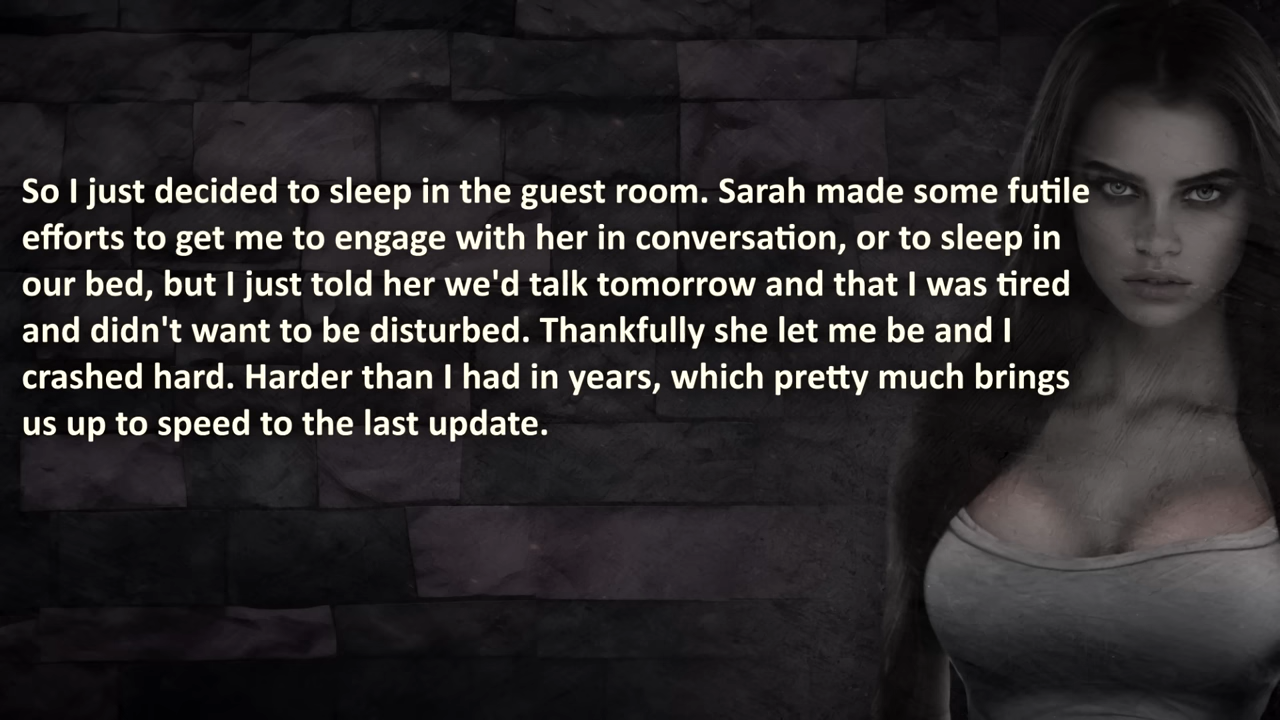 So I just decided to sleep in the guest room. Sarah made some futile
efforts to get me to engage with her in conversation, or to sleep in
our bed, but I just told her we'd talk tomorrow and that I was tired
and didn't want to be disturbed. Thankfully she let me be and I
crashed hard. Harder than I had in years, which pretty much brings
us up to speed to the last update.